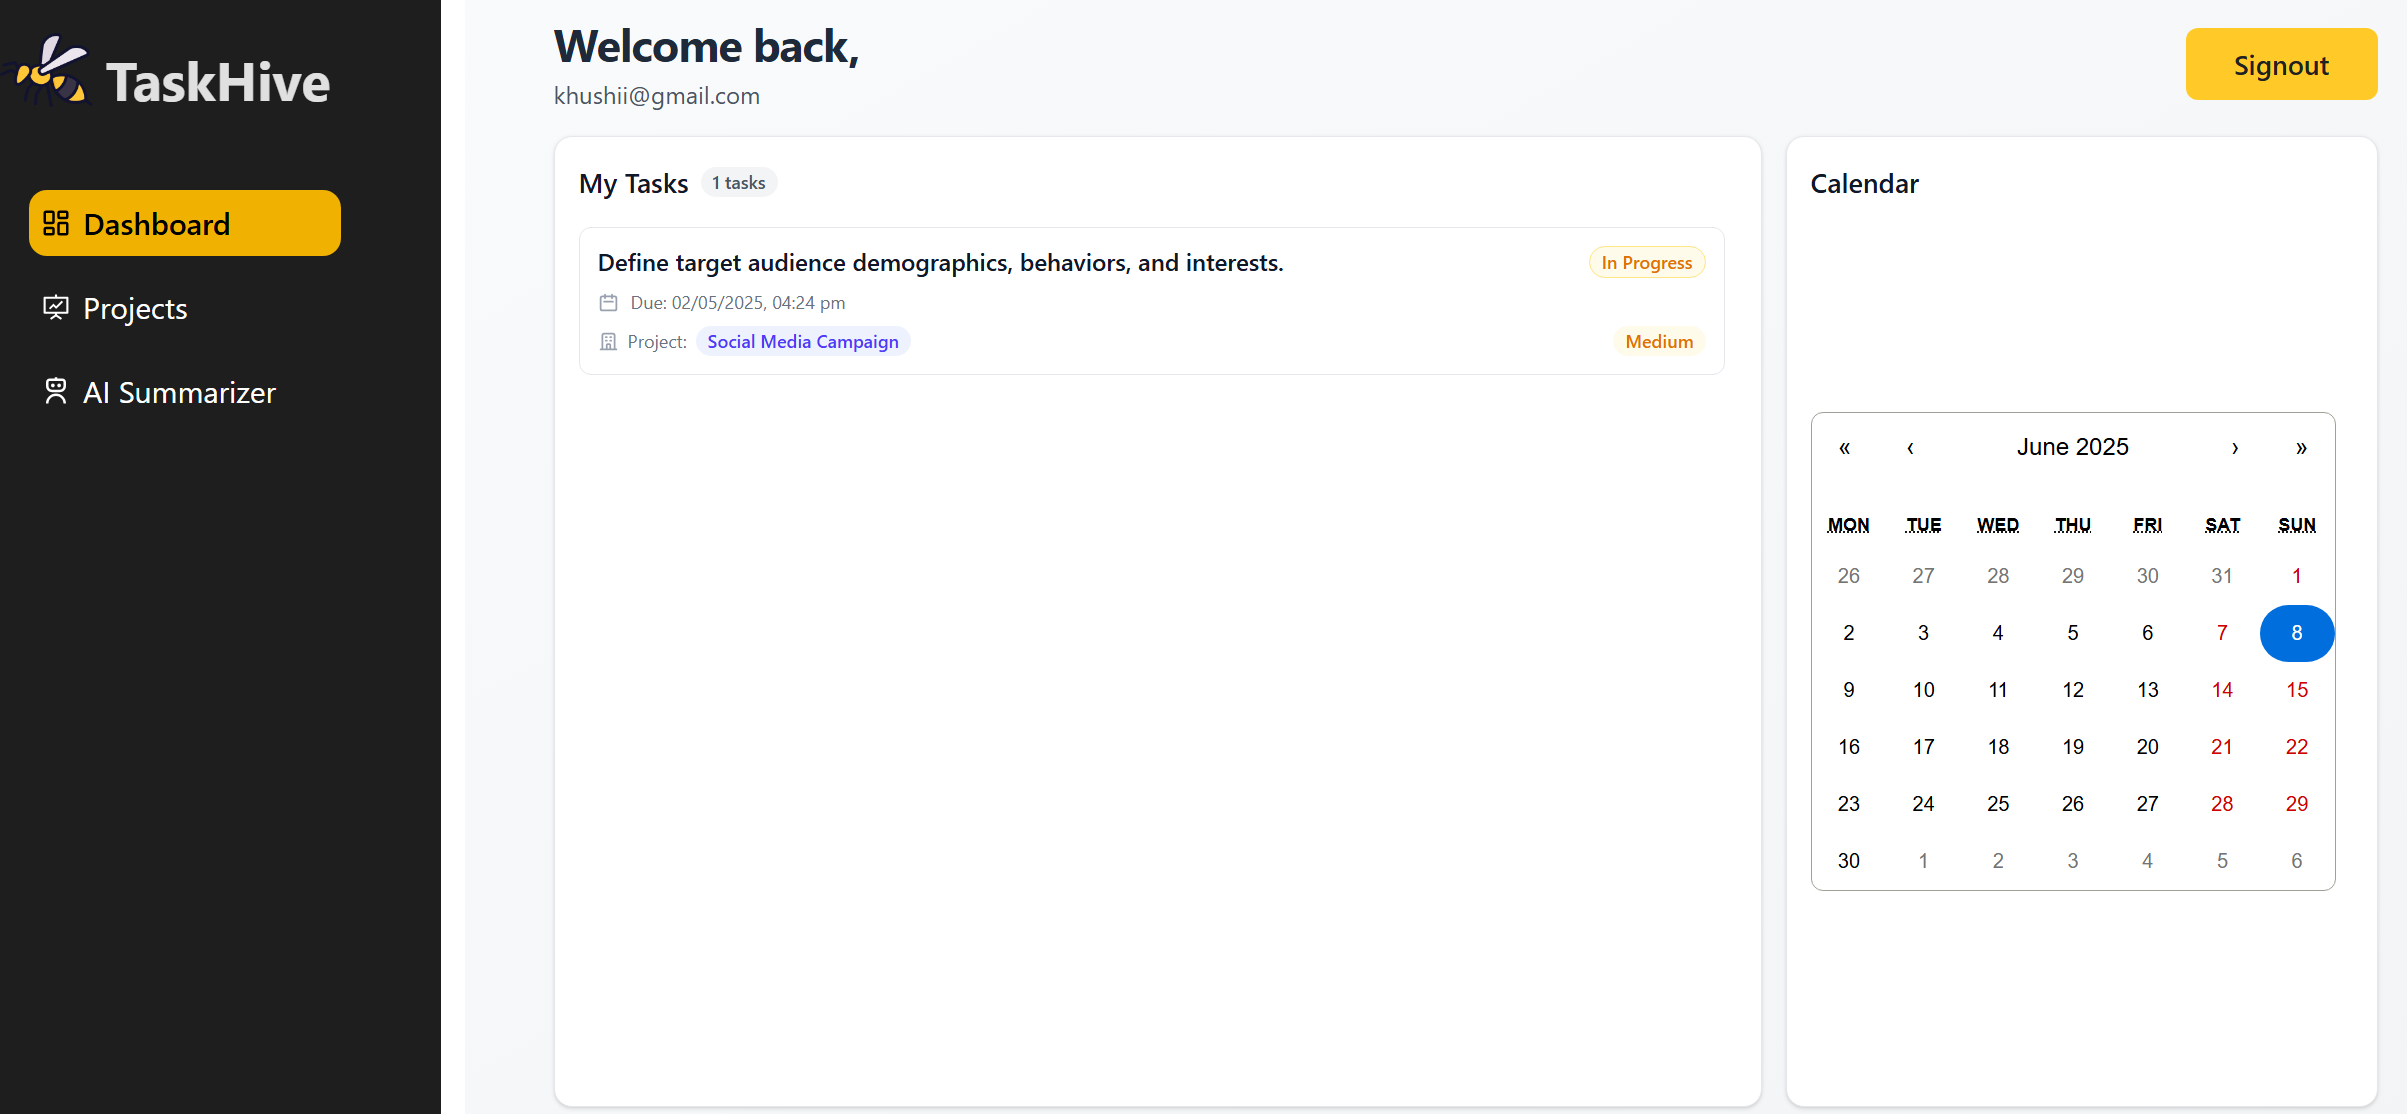 TaskHive
Dashboard
Projects
AI Summarizer
Welcome back,
khushii@gmail.com
Signout
My Tasks 1 tasks
Define target audience demographics, behaviors, and interests. In Progress
Due: 02/05/2025, 04:24 pm
Project: Social Media Campaign Medium
Calendar
« ‹ June 2025 › »
MON TUE WED THU FRI SAT SUN
26 27 28 29 30 31 1
2 3 4 5 6 7 8
9 10 11 12 13 14 15
16 17 18 19 20 21 22
23 24 25 26 27 28 29
30 1 2 3 4 5 6